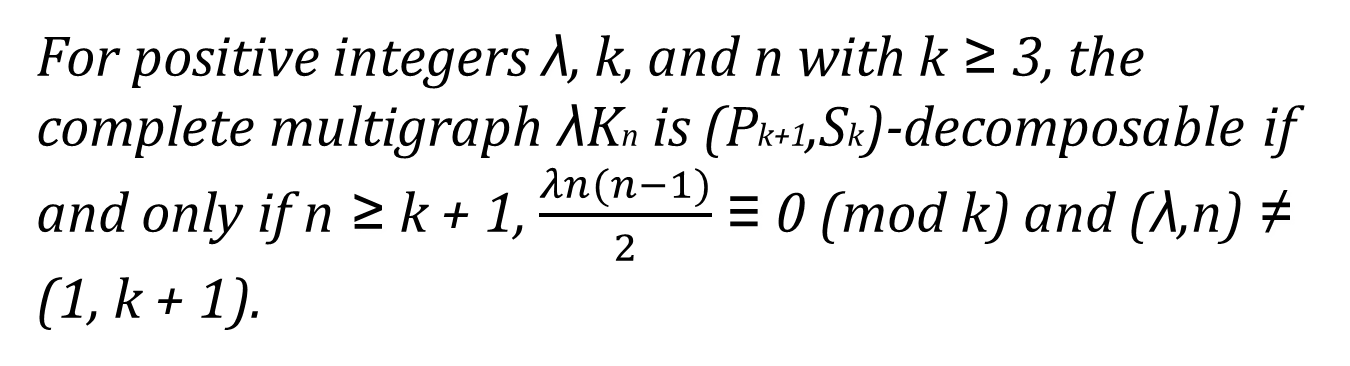 For positive integers λ, k, and n with k ≥ 3, the
complete multigraph λKₙ is (Pₖ₊₁,Sₖ)-decomposable if
and only if n ≥ k + 1, λn(n−1)/2 ≡ 0 (mod k) and (λ,n) ≠
(1, k + 1).